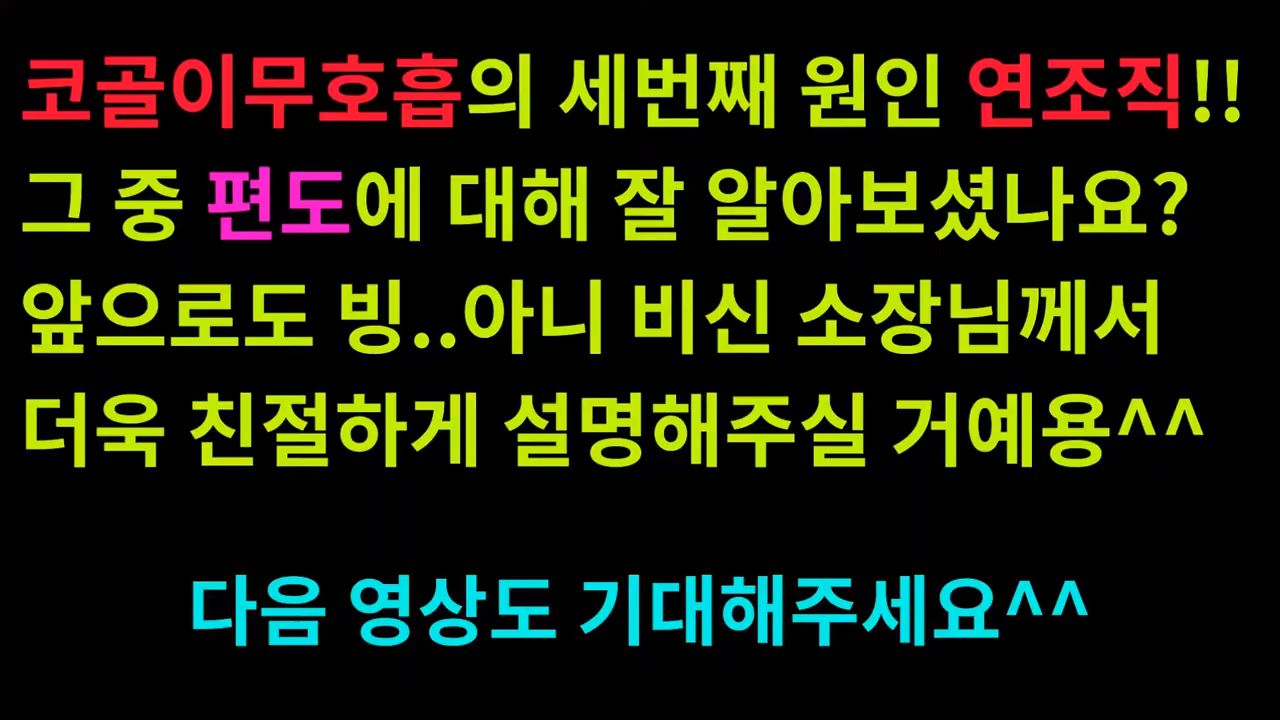 코골이무호흡의 세번째 원인 연조직!!
그 중 편도에 대해 잘 알아보셨나요?
앞으로도 빙..아니 비신 소장님께서
더욱 친절하게 설명해주실 거예용^^
다음 영상도 기대해주세요^^